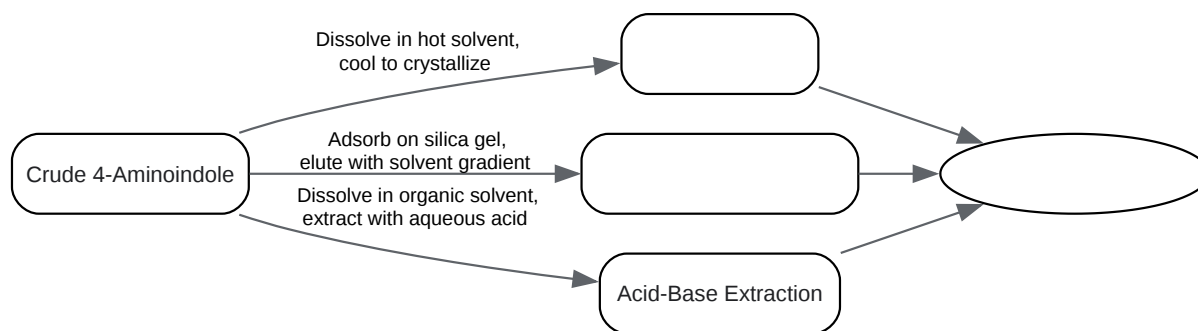 Dissolve in hot solvent,
cool to crystallize
Crude 4-Aminoindole
Adsorb on silica gel,
elute with solvent gradient
Dissolve in organic solvent,
extract with aqueous acid
Acid-Base Extraction